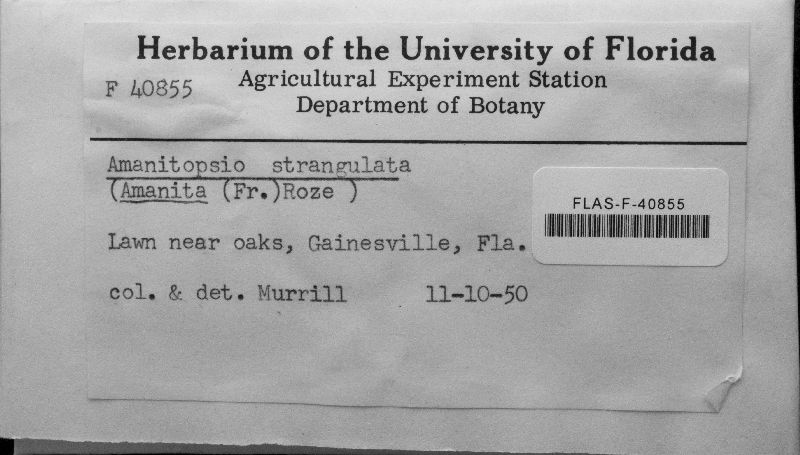 Herbarium of the University of Florida
F 40855
Agricultural Experiment Station
Department of Botany
Amanitopsio strangulata
(Amanita (Fr.)Roze )
FLAS-F-40855
Lawn near oaks, Gainesville, Fla.
col. & det. Murrill 11-10-50